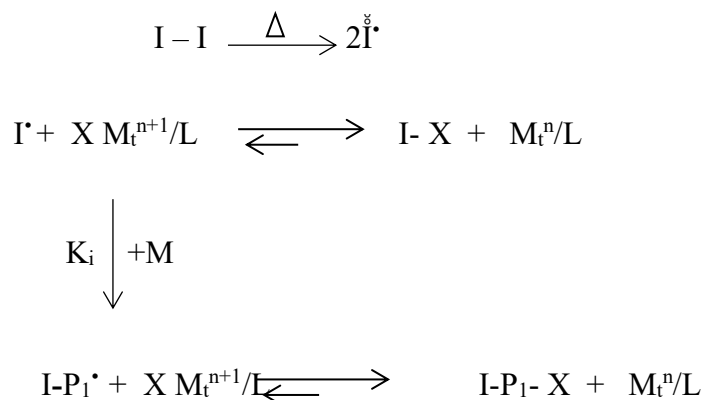 I – I Δ 2I•
I• + X Mtⁿ⁺¹/L I- X + Mtⁿ/L
Ki +M
I-P₁• + X Mtⁿ⁺¹/L I-P₁- X + Mtⁿ/L